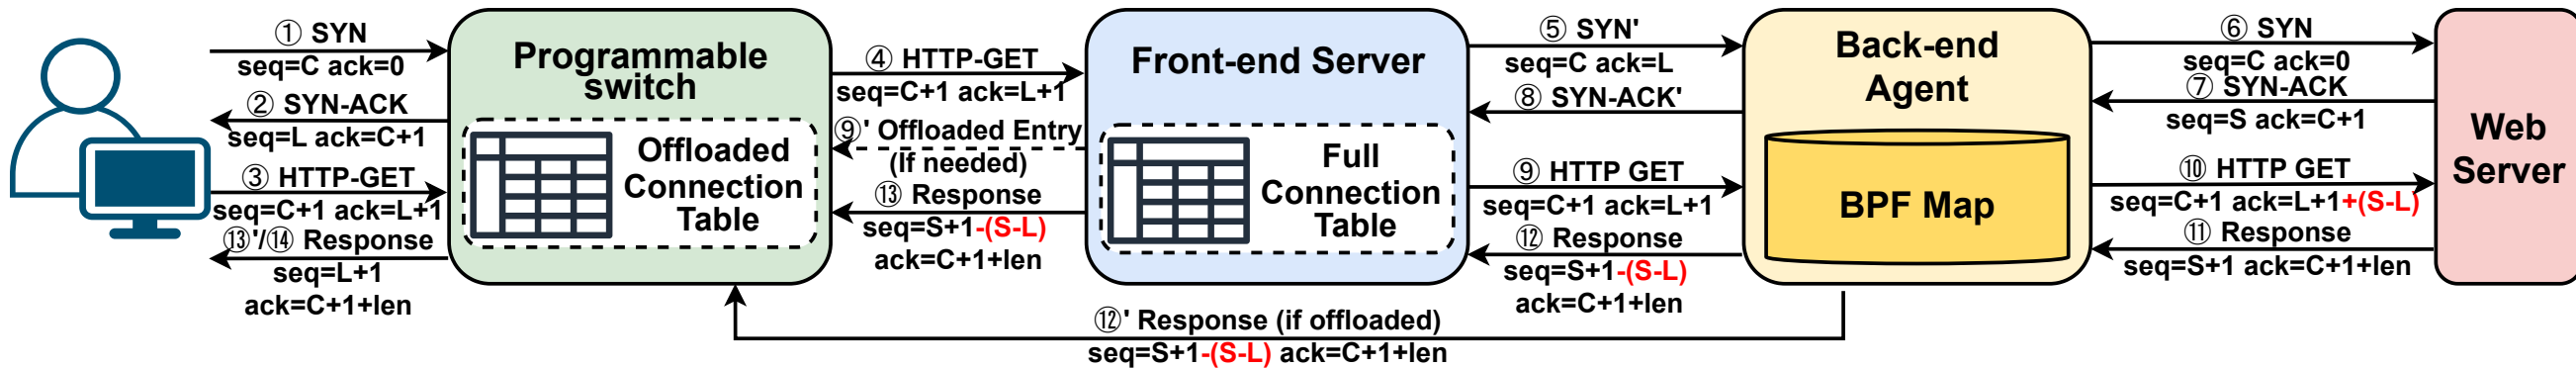 ① SYN
seq=C ack=0
② SYN-ACK
seq=L ack=C+1
③ HTTP-GET
seq=C+1 ack=L+1
⑬'/⑭ Response
seq=L+1
ack=C+1+len
Programmable
switch
Offloaded
Connection
Table
④ HTTP-GET
seq=C+1 ack=L+1
⑨' Offloaded Entry
(If needed)
⑬ Response
seq=S+1-(S-L)
ack=C+1+len
Front-end Server
Full
Connection
Table
⑤ SYN'
seq=C ack=L
⑧ SYN-ACK'
⑨ HTTP GET
seq=C+1 ack=L+1
⑫ Response
seq=S+1-(S-L)
ack=C+1+len
Back-end
Agent
BPF Map
⑥ SYN
seq=C ack=0
⑦ SYN-ACK
seq=S ack=C+1
⑩ HTTP GET
seq=C+1 ack=L+1+(S-L)
⑪ Response
seq=S+1 ack=C+1+len
Web
Server
⑫' Response (if offloaded)
seq=S+1-(S-L) ack=C+1+len